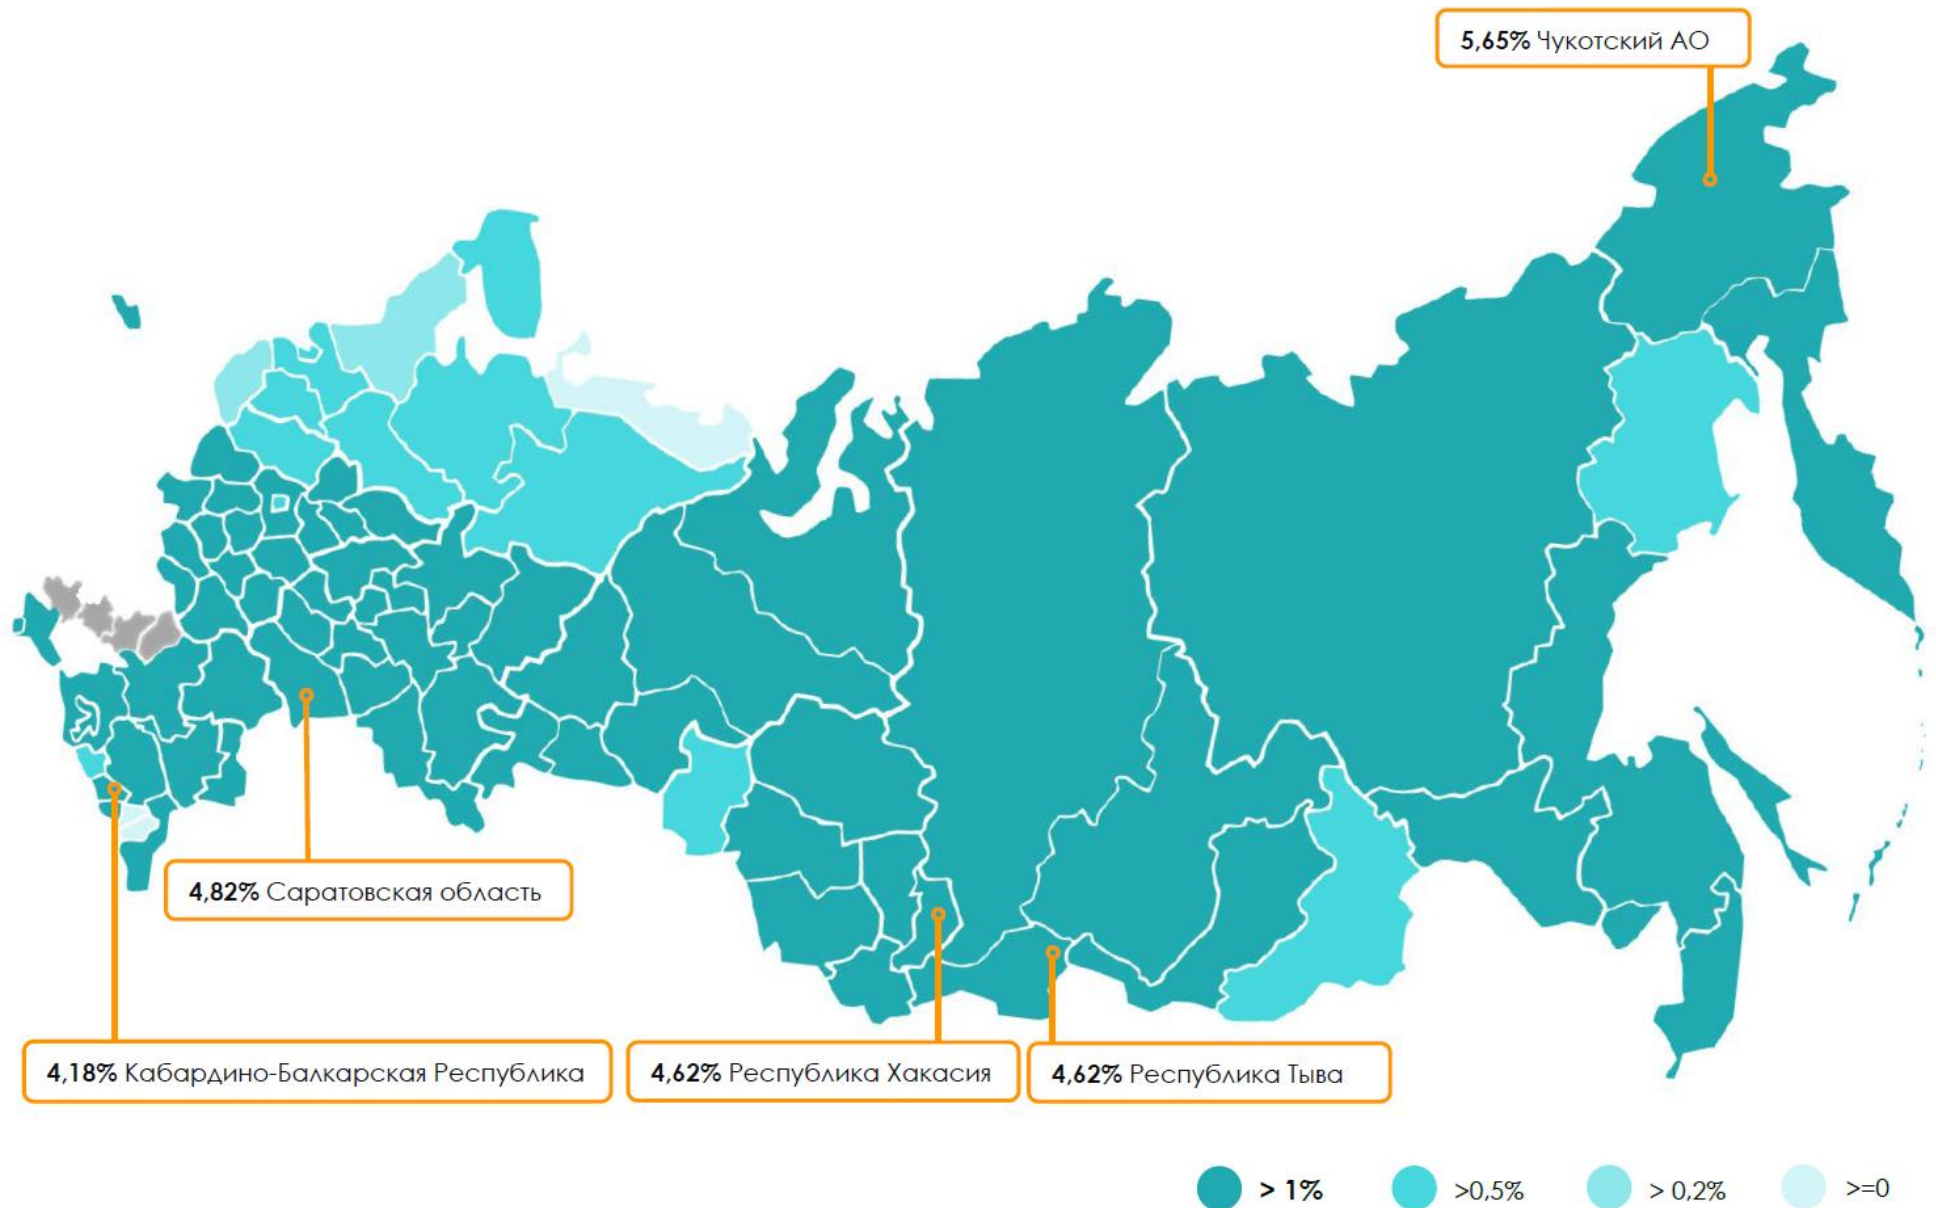 5,65% Чукотский АО
4,82% Саратовская область
4,18% Кабардино-Балкарская Республика
4,62% Республика Хакасия
4,62% Республика Тыва
> 1%
>0,5%
> 0,2%
>=0